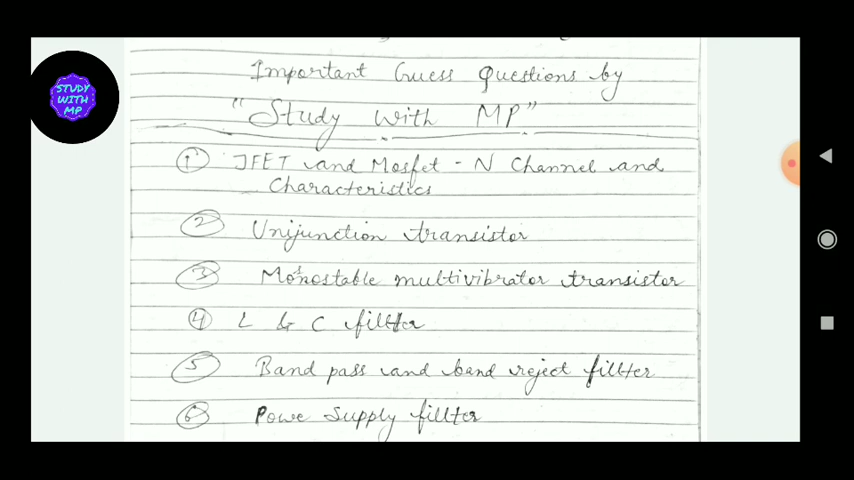 STUDY
WITH
MP
Important Guess Questions by
"Study with MP"
1 JFET and Mosfet - N Channel and
Characteristics
2 Unijunction transistor
3 Monostable multivibrator transistor
4 L & C fillter
5 Band pass and band reject fillter
6 Powe Supply fillter